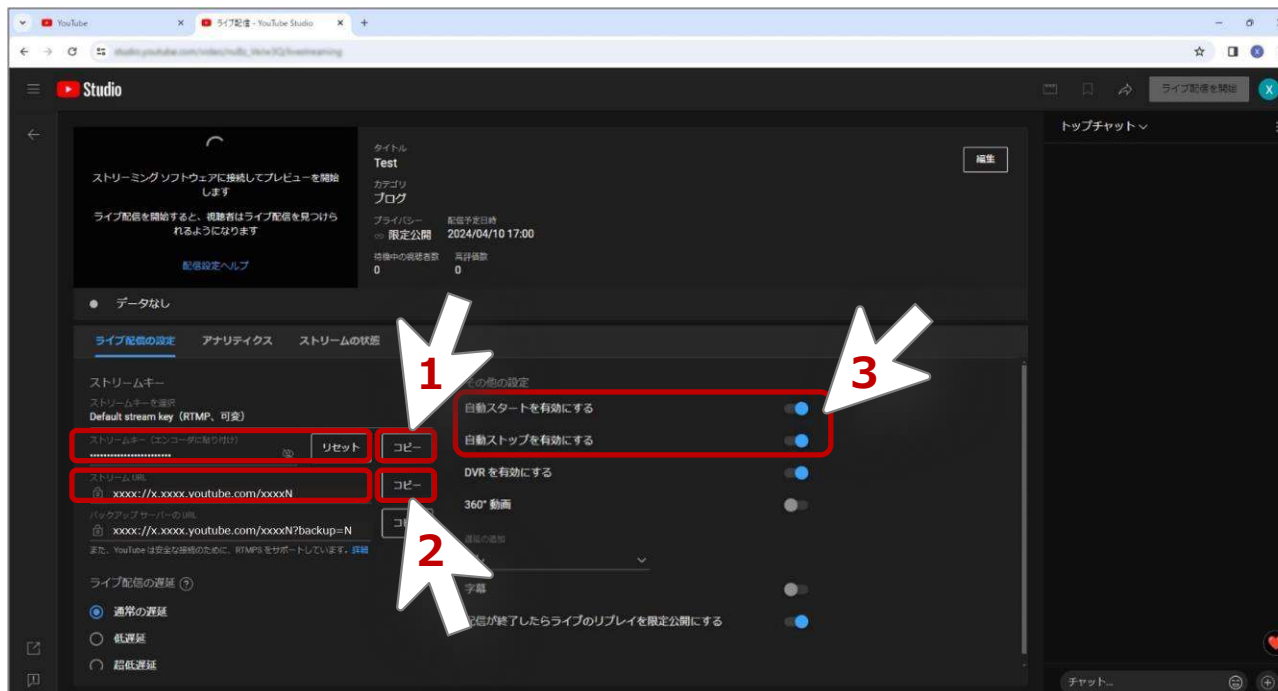 YouTube
ライブ配信 - YouTube Studio
Studio
ライブ配信を開始
X
トップチャット
ストリーミング ソフトウェアに接続してプレビューを開始
します
ライブ配信を開始すると、視聴者はライブ配信を見つけら
れるようになります
配信設定ヘルプ
タイトル
Test
編集
カテゴリ
ブログ
プライバシー 配信予定日時
限定公開 2024/04/10 17:00
待機中の視聴者数 高評価数
0 0
データなし
ライブ配信の設定 アナリティクス ストリームの状態
1
3
2
ストリームキー
ストリームキーを選択
Default stream key（RTMP、可変）
ストリームキー（エンコーダに貼り付け）
••••••••••••••••••••••••
リセット
コピー
ストリーム URL
xxxx://x.xxxx.youtube.com/xxxxN
コピー
バックアップ サーバーの URL
xxxx://x.xxxx.youtube.com/xxxxN?backup=N
また、YouTube は安全な接続のために、RTMPS をサポートしています。詳細
ライブ配信の遅延
通常の遅延
低遅延
超低遅延
その他の設定
自動スタートを有効にする
自動ストップを有効にする
DVR を有効にする
360° 動画
遅延の追加
字幕
配信が終了したらライブのリプレイを限定公開にする
チャット...